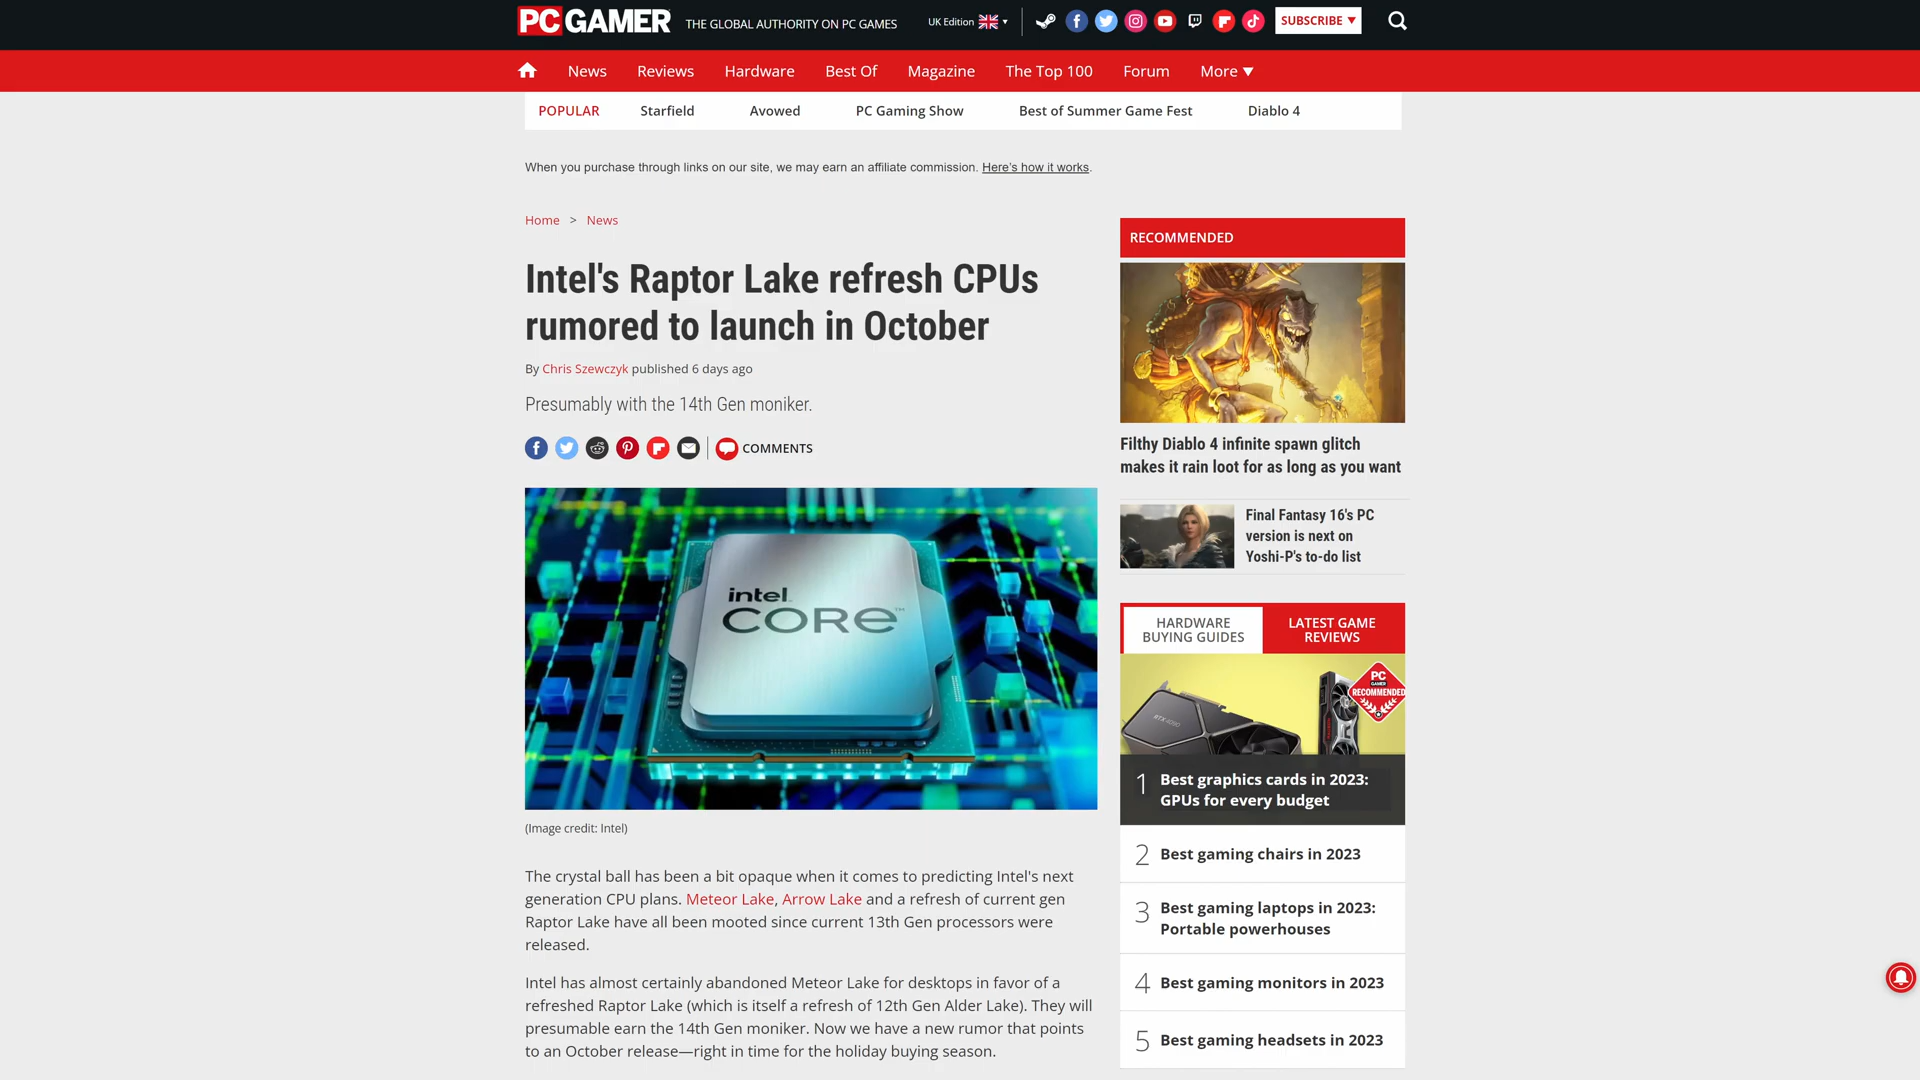 PC GAMER
THE GLOBAL AUTHORITY ON PC GAMES
UK Edition
SUBSCRIBE
News
Reviews
Hardware
Best Of
Magazine
The Top 100
Forum
More
POPULAR
Starfield
Avowed
PC Gaming Show
Best of Summer Game Fest
Diablo 4
When you purchase through links on our site, we may earn an affiliate commission. Here's how it works.
Home > News
Intel's Raptor Lake refresh CPUs
rumored to launch in October
By Chris Szewczyk published 6 days ago
Presumably with the 14th Gen moniker.
COMMENTS
intel
CORE™
(Image credit: Intel)
The crystal ball has been a bit opaque when it comes to predicting Intel's next
generation CPU plans. Meteor Lake, Arrow Lake and a refresh of current gen
Raptor Lake have all been mooted since current 13th Gen processors were
released.
Intel has almost certainly abandoned Meteor Lake for desktops in favor of a
refreshed Raptor Lake (which is itself a refresh of 12th Gen Alder Lake). They will
presumable earn the 14th Gen moniker. Now we have a new rumor that points
to an October release—right in time for the holiday buying season.
RECOMMENDED
Filthy Diablo 4 infinite spawn glitch
makes it rain loot for as long as you want
Final Fantasy 16's PC
version is next on
Yoshi-P's to-do list
HARDWARE
BUYING GUIDES
LATEST GAME
REVIEWS
RTX 4090
PC
GAMER
RECOMMENDED
1 Best graphics cards in 2023:
GPUs for every budget
2 Best gaming chairs in 2023
3 Best gaming laptops in 2023:
Portable powerhouses
4 Best gaming monitors in 2023
5 Best gaming headsets in 2023